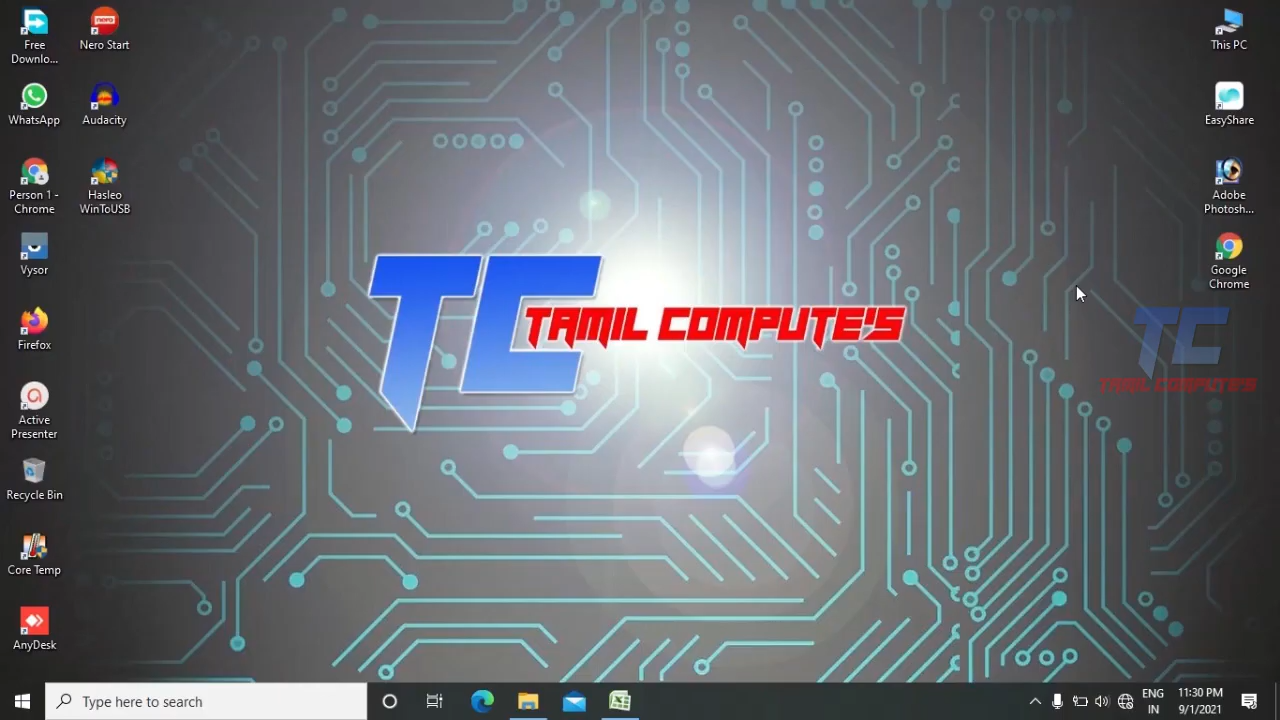 Free
Downlo...
Nero Start
WhatsApp
Audacity
Person 1 -
Chrome
Hasleo
WinToUSB
Vysor
Firefox
Active
Presenter
Recycle Bin
Core Temp
AnyDesk
nero
TC
TAMIL COMPUTE'S
This PC
EasyShare
Adobe
Photosh...
Google
Chrome
TC
TAMIL COMPUTE'S
Type here to search
ENG
IN
11:30 PM
9/1/2021